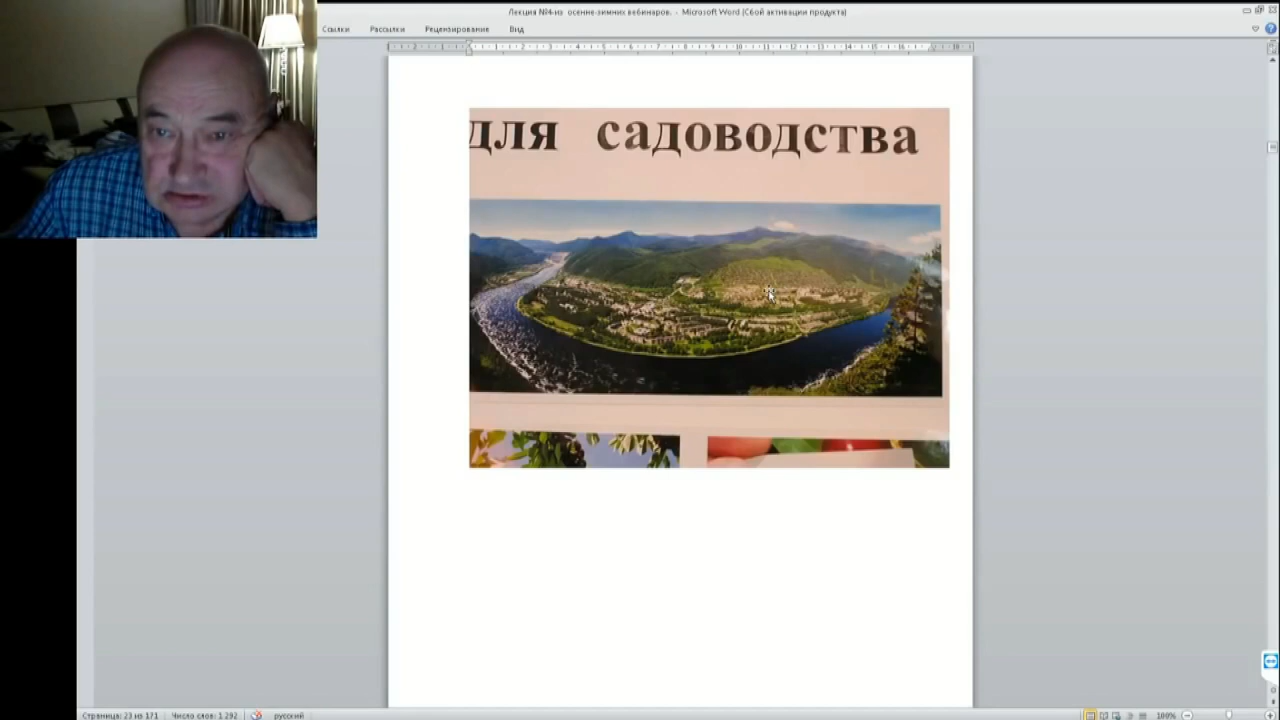 Лекция №4-из осенне-зимних вебинаров. - Microsoft Word (Сбой активации продукта)
Ссылки Рассылки Рецензирование Вид
для садоводства
Страница: 23 из 171 Число слов: 1 292 русский 100%